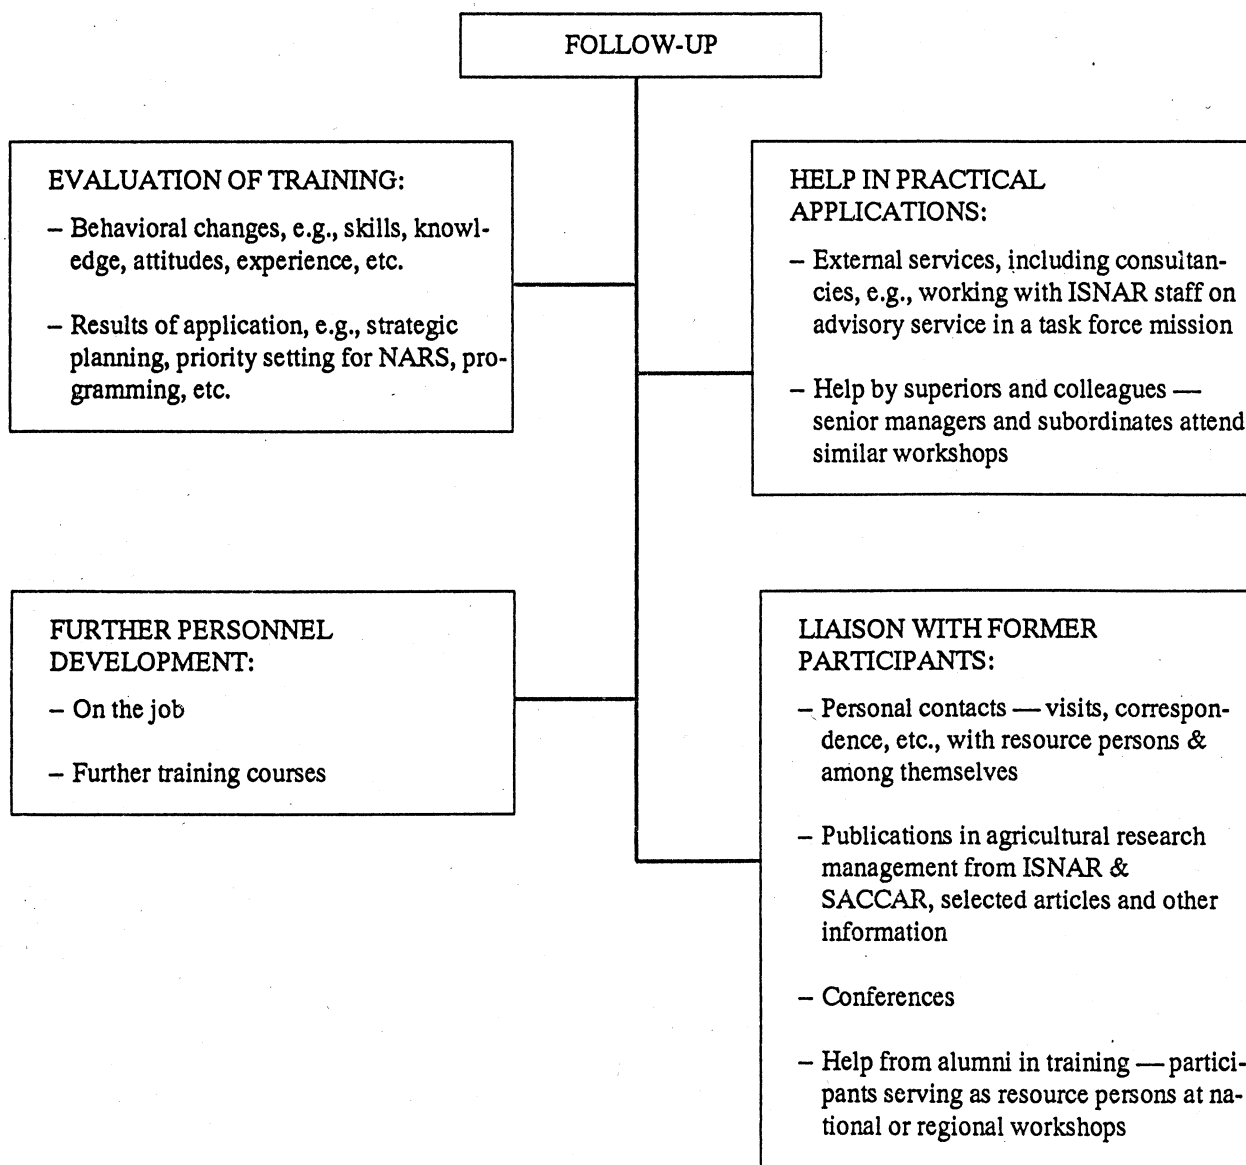 FOLLOW-UP
EVALUATION OF TRAINING:
– Behavioral changes, e.g., skills, knowl-
edge, attitudes, experience, etc.
– Results of application, e.g., strategic
planning, priority setting for NARS, pro-
gramming, etc.
HELP IN PRACTICAL
APPLICATIONS:
– External services, including consultan-
cies, e.g., working with ISNAR staff on
advisory service in a task force mission
– Help by superiors and colleagues —
senior managers and subordinates attend
similar workshops
FURTHER PERSONNEL
DEVELOPMENT:
– On the job
– Further training courses
LIAISON WITH FORMER
PARTICIPANTS:
– Personal contacts — visits, correspon-
dence, etc., with resource persons &
among themselves
– Publications in agricultural research
management from ISNAR &
SACCAR, selected articles and other
information
– Conferences
– Help from alumni in training — partici-
pants serving as resource persons at na-
tional or regional workshops